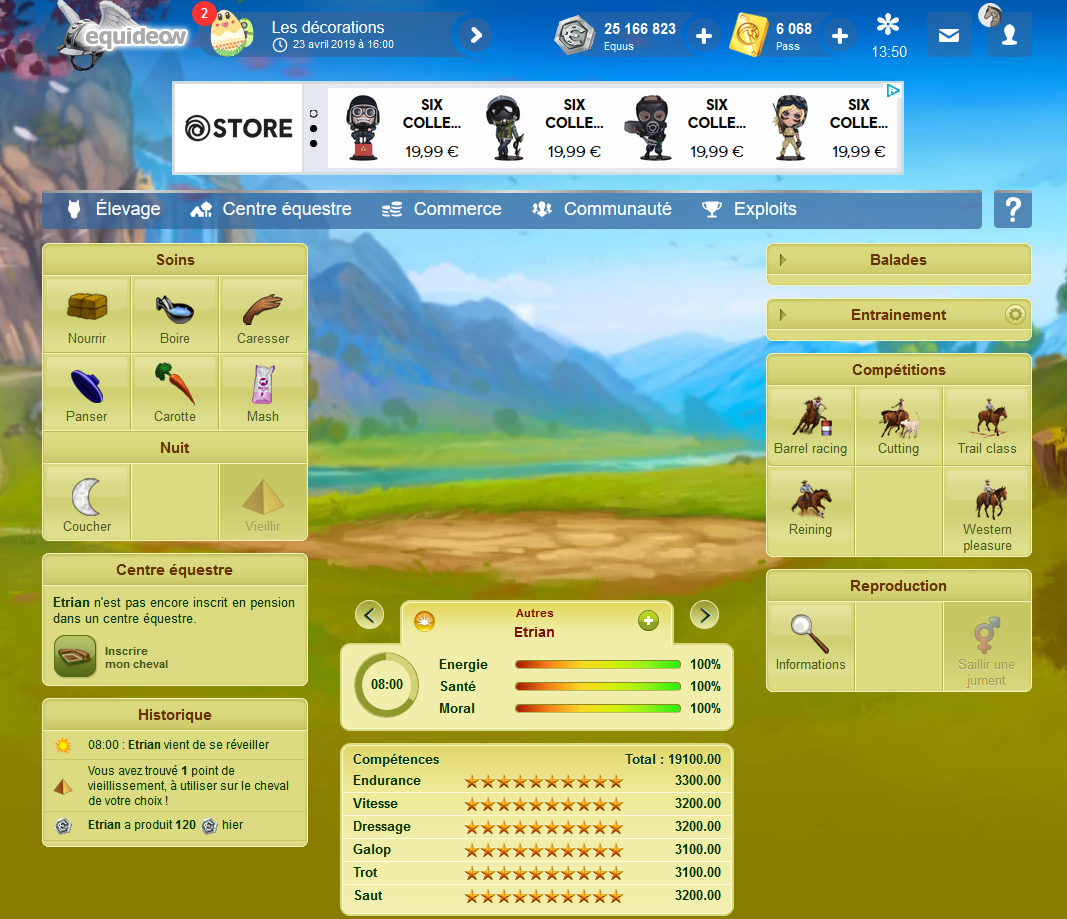 equideow
2
Les décorations
23 avril 2019 à 16:00
25 166 823
Equus
6 068
Pass
13:50
STORE
SIX
COLLE...
19,99 €
SIX
COLLE...
19,99 €
SIX
COLLE...
19,99 €
SIX
COLLE...
19,99 €
Élevage
Centre équestre
Commerce
Communauté
Exploits
?
Soins
Nourrir
Boire
Caresser
Panser
Carotte
Mash
Nuit
Coucher
Vieillir
Centre équestre
Etrian n'est pas encore inscrit en pension
dans un centre équestre.
Inscrire
mon cheval
Historique
08:00 : Etrian vient de se réveiller
Vous avez trouvé 1 point de
vieillissement, à utiliser sur le cheval
de votre choix !
Etrian a produit 120 hier
Autres
Etrian
08:00
Energie 100%
Santé 100%
Moral 100%
Compétences Total : 19100.00
Endurance 3300.00
Vitesse 3200.00
Dressage 3200.00
Galop 3100.00
Trot 3100.00
Saut 3200.00
Balades
Entrainement
Compétitions
Barrel racing
Cutting
Trail class
Reining
Western
pleasure
Reproduction
Informations
Saillir une
jument